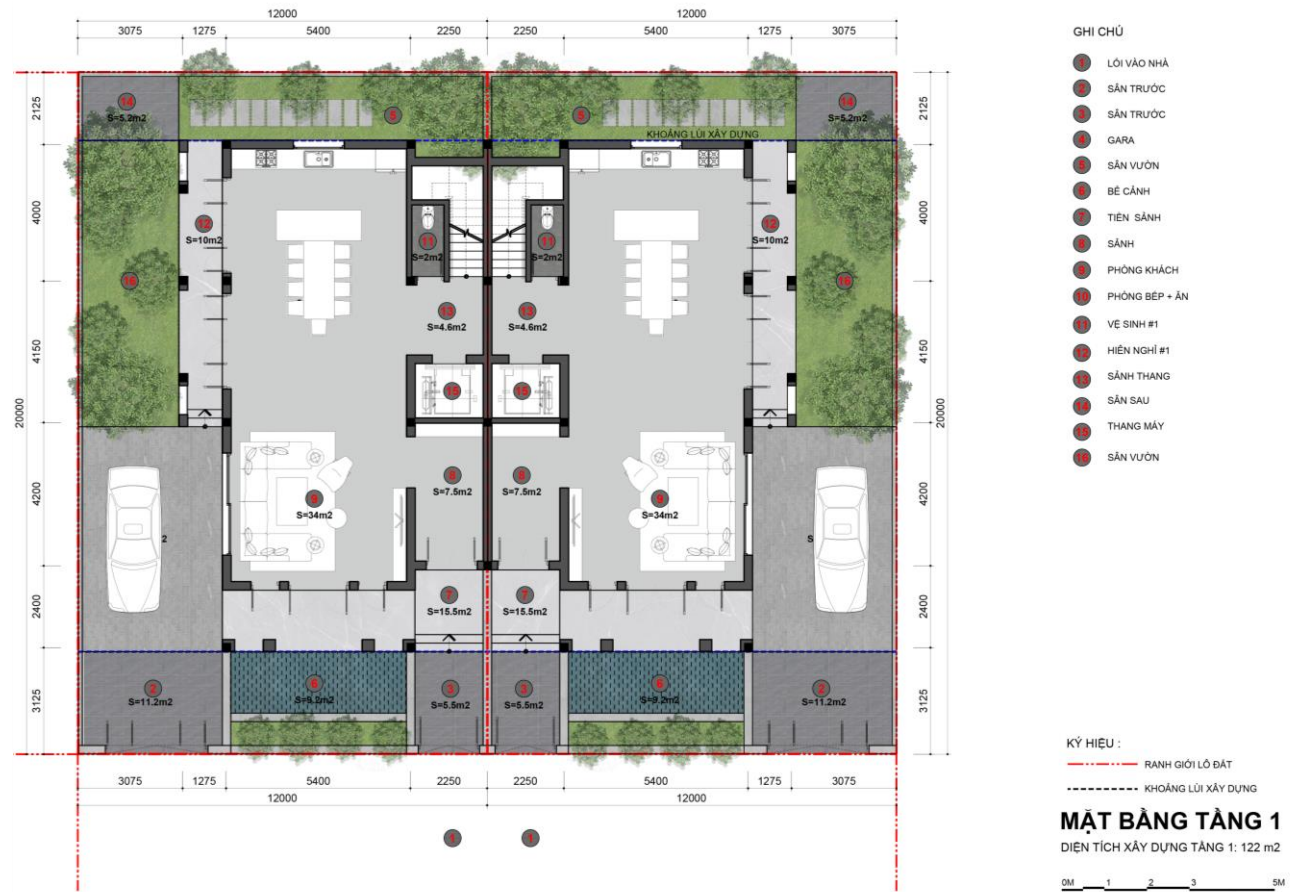 12000
12000
3075
1275
5400
2250
2250
5400
1275
3075
2125
4000
4150
4200
2400
3125
20000
2125
4000
4150
4200
2400
3125
20000
14
S=5.2m2
5
5
14
S=5.2m2
KHOẢNG LÙI XÂY DỰNG
12
S=10m2
11
S=2m2
11
S=2m2
12
S=10m2
16
16
13
S=4.6m2
13
S=4.6m2
15
15
8
S=7.5m2
8
S=7.5m2
9
S=34m2
9
S=34m2
2
S
7
S=15.5m2
7
S=15.5m2
2
S=11.2m2
6
S=9.2m2
3
S=5.5m2
3
S=5.5m2
6
S=9.2m2
2
S=11.2m2
3075
1275
5400
2250
2250
5400
1275
3075
12000
12000
1
1
GHI CHÚ
1 LỐI VÀO NHÀ
2 SÂN TRƯỚC
3 SÂN TRƯỚC
4 GARA
5 SÂN VƯỜN
6 BỂ CẢNH
7 TIỀN SẢNH
8 SẢNH
9 PHÒNG KHÁCH
10 PHÒNG BẾP + ĂN
11 VỆ SINH #1
12 HIÊN NGHỈ #1
13 SẢNH THANG
14 SÂN SAU
15 THANG MÁY
16 SÂN VƯỜN
KÝ HIỆU :
RANH GIỚI LÔ ĐẤT
KHOẢNG LÙI XÂY DỰNG
MẶT BẰNG TẦNG 1
DIỆN TÍCH XÂY DỰNG TẦNG 1: 122 m2
0M 1 2 3 5M